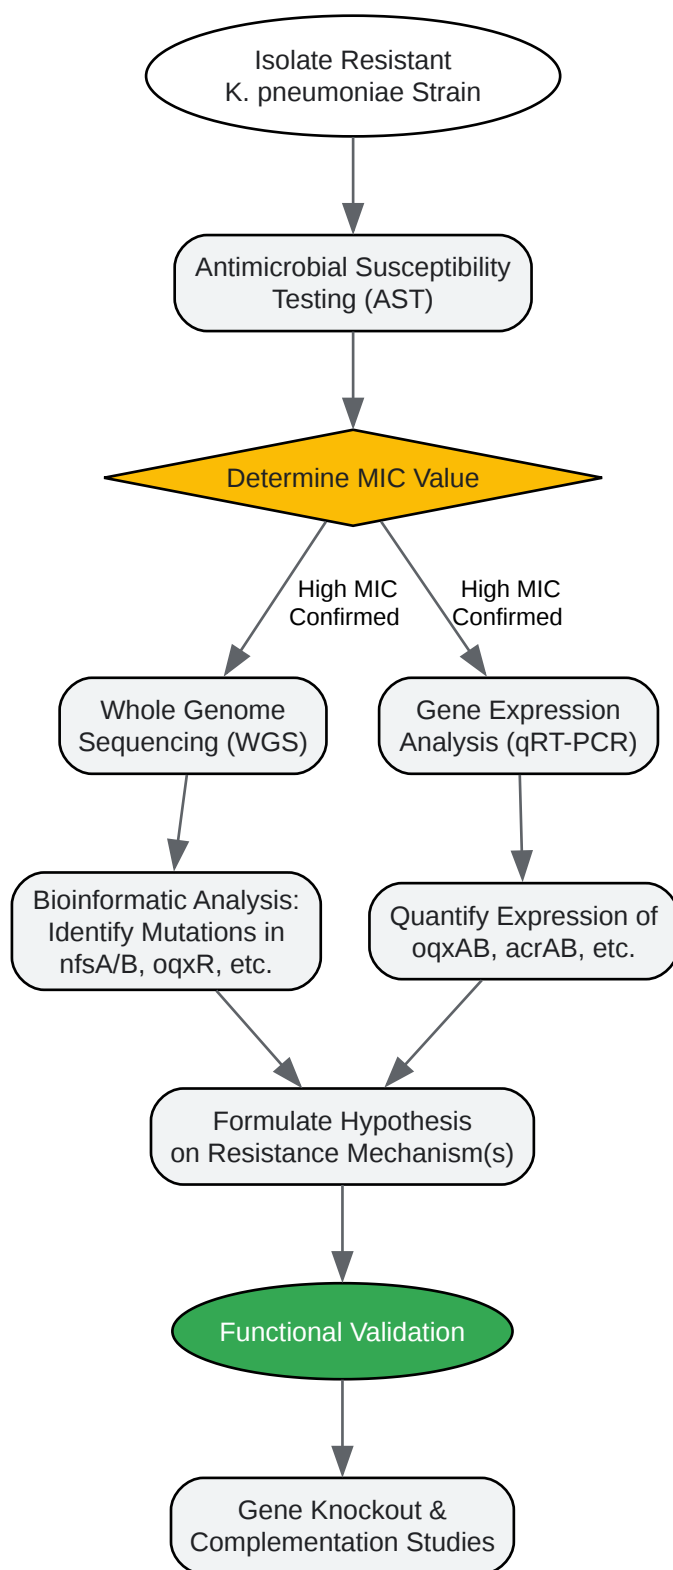 Isolate Resistant
K. pneumoniae Strain
Antimicrobial Susceptibility
Testing (AST)
Determine MIC Value
High MIC
Confirmed
High MIC
Confirmed
Whole Genome
Sequencing (WGS)
Gene Expression
Analysis (qRT-PCR)
Bioinformatic Analysis:
Identify Mutations in
nfsA/B, oqxR, etc.
Quantify Expression of
oqxAB, acrAB, etc.
Formulate Hypothesis
on Resistance Mechanism(s)
Functional Validation
Gene Knockout &
Complementation Studies